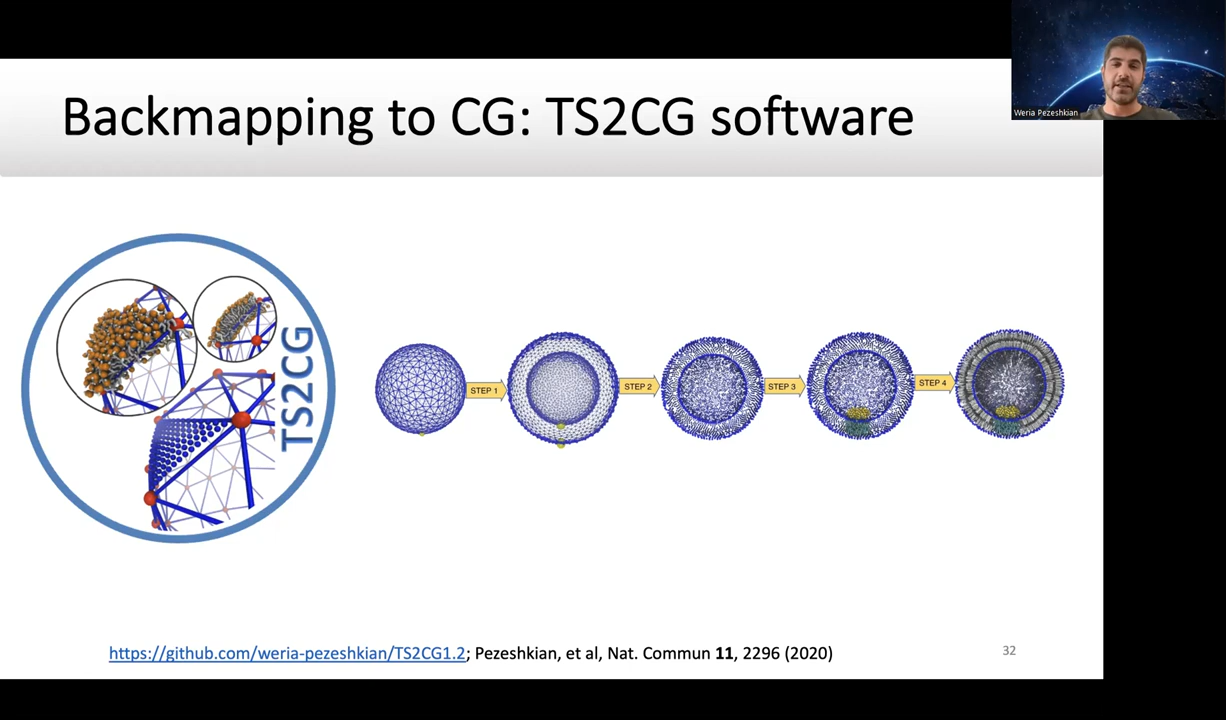 Backmapping to CG: TS2CG software
Weria Pezeshkian
TS2CG
STEP 1
STEP 2
STEP 3
STEP 4
https://github.com/weria-pezeshkian/TS2CG1.2; Pezeshkian, et al, Nat. Commun 11, 2296 (2020)
32